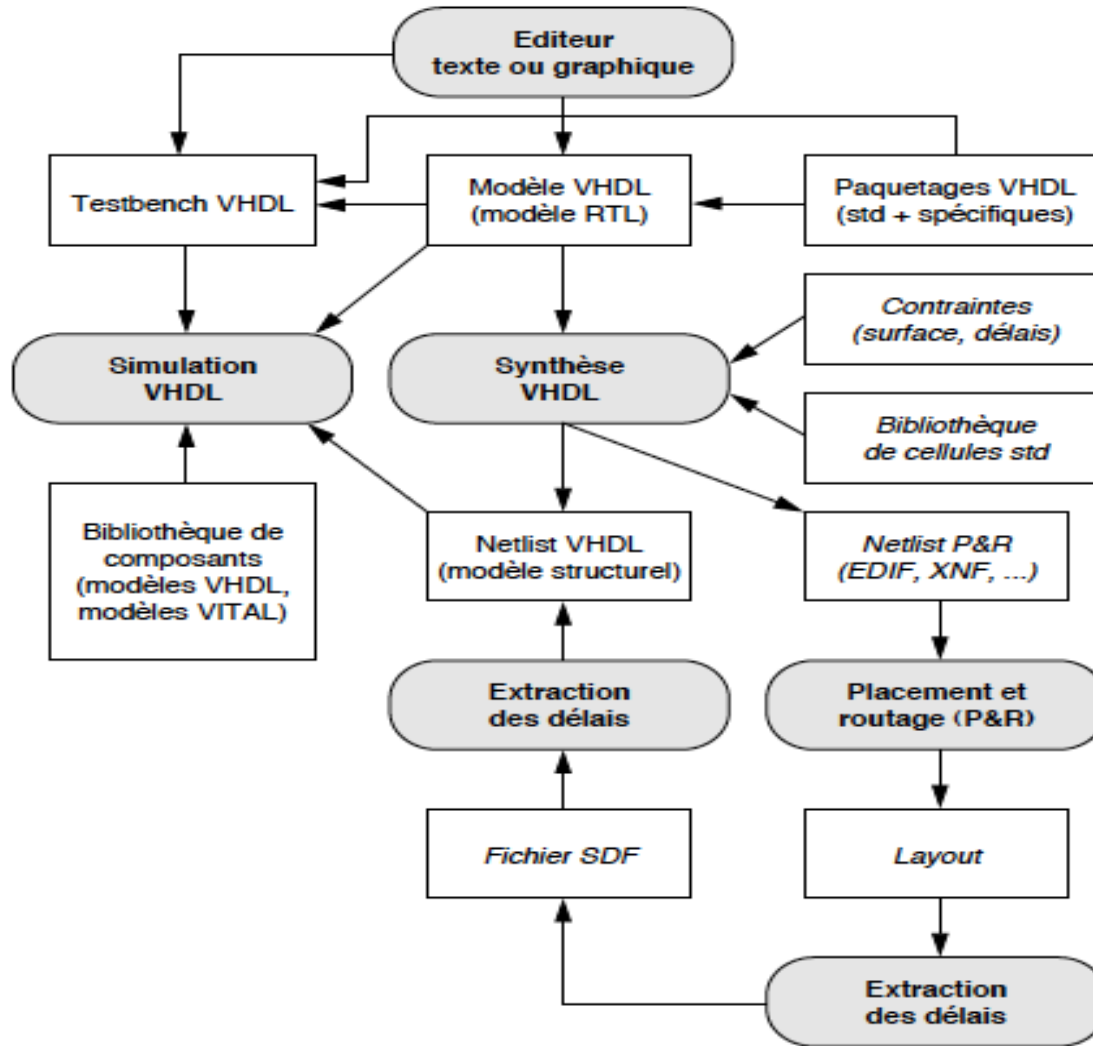 Editeur
texte ou graphique
Testbench VHDL
Modèle VHDL
(modèle RTL)
Paquetages VHDL
(std + spécifiques)
Contraintes
(surface, délais)
Simulation
VHDL
Synthèse
VHDL
Bibliothèque
de cellules std
Bibliothèque de
composants
(modèles VHDL,
modèles VITAL)
Netlist VHDL
(modèle structurel)
Netlist P&R
(EDIF, XNF, ...)
Extraction
des délais
Placement et
routage (P&R)
Fichier SDF
Layout
Extraction
des délais